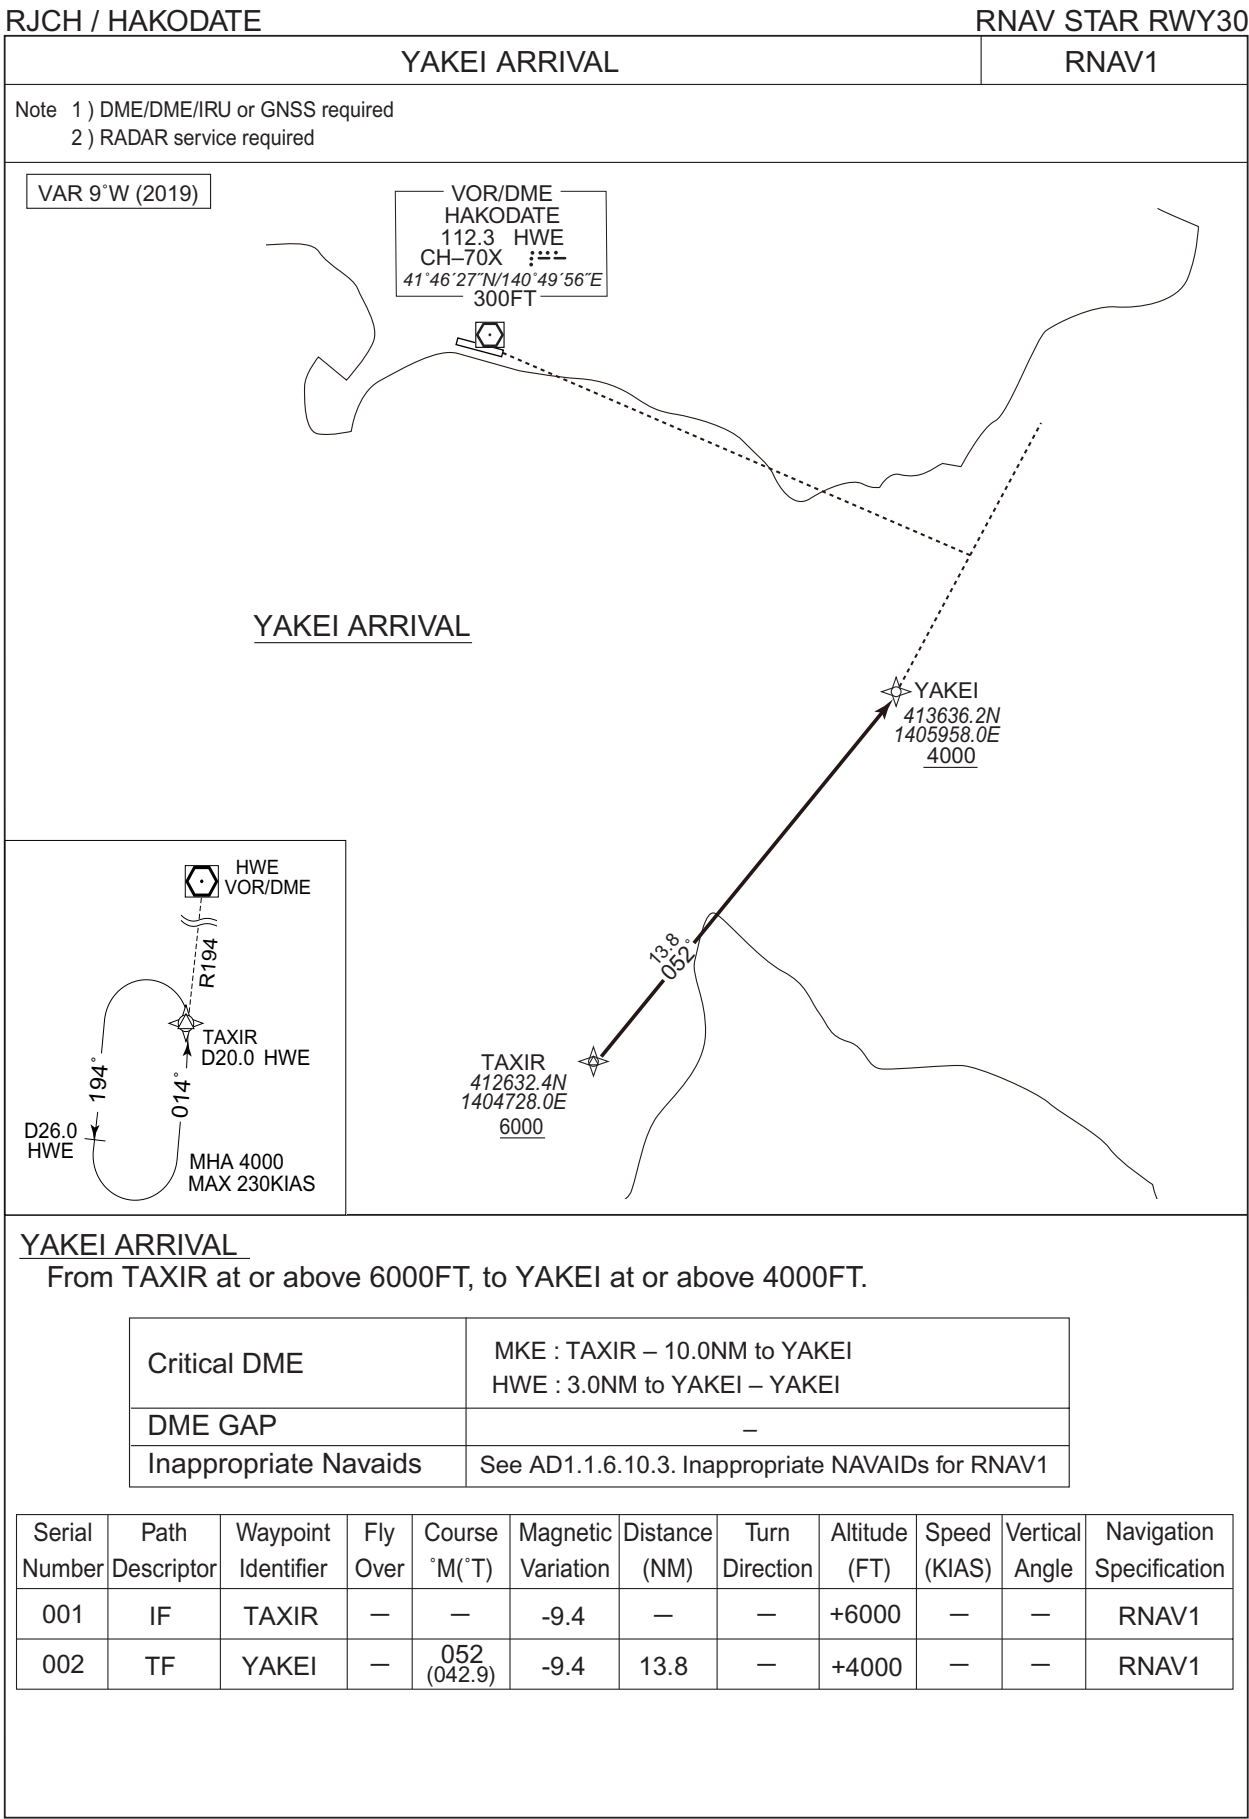 RJCH / HAKODATE
RNAV STAR RWY30
YAKEI ARRIVAL
RNAV1
Note 1 ) DME/DME/IRU or GNSS required
2 ) RADAR service required
VAR 9˚W (2019)
VOR/DME
HAKODATE
112.3 HWE
CH–70X
41˚46´27˝N/140˚49´56˝E
300FT
YAKEI ARRIVAL
YAKEI
413636.2N
1405958.0E
4000
13.8
052˚
TAXIR
412632.4N
1404728.0E
6000
HWE
VOR/DME
R194
TAXIR
D20.0 HWE
194˚
014˚
D26.0
HWE
MHA 4000
MAX 230KIAS
YAKEI ARRIVAL
From TAXIR at or above 6000FT, to YAKEI at or above 4000FT.
Critical DME
MKE : TAXIR – 10.0NM to YAKEI
HWE : 3.0NM to YAKEI – YAKEI
DME GAP –
Inappropriate Navaids See AD1.1.6.10.3. Inappropriate NAVAIDs for RNAV1
Serial Path Waypoint Fly Course Magnetic Distance Turn Altitude Speed Vertical Navigation
Number Descriptor Identifier Over ˚M(˚T) Variation (NM) Direction (FT) (KIAS) Angle Specification
001 IF TAXIR – – -9.4 – – +6000 – – RNAV1
002 TF YAKEI – 052 (042.9) -9.4 13.8 – +4000 – – RNAV1